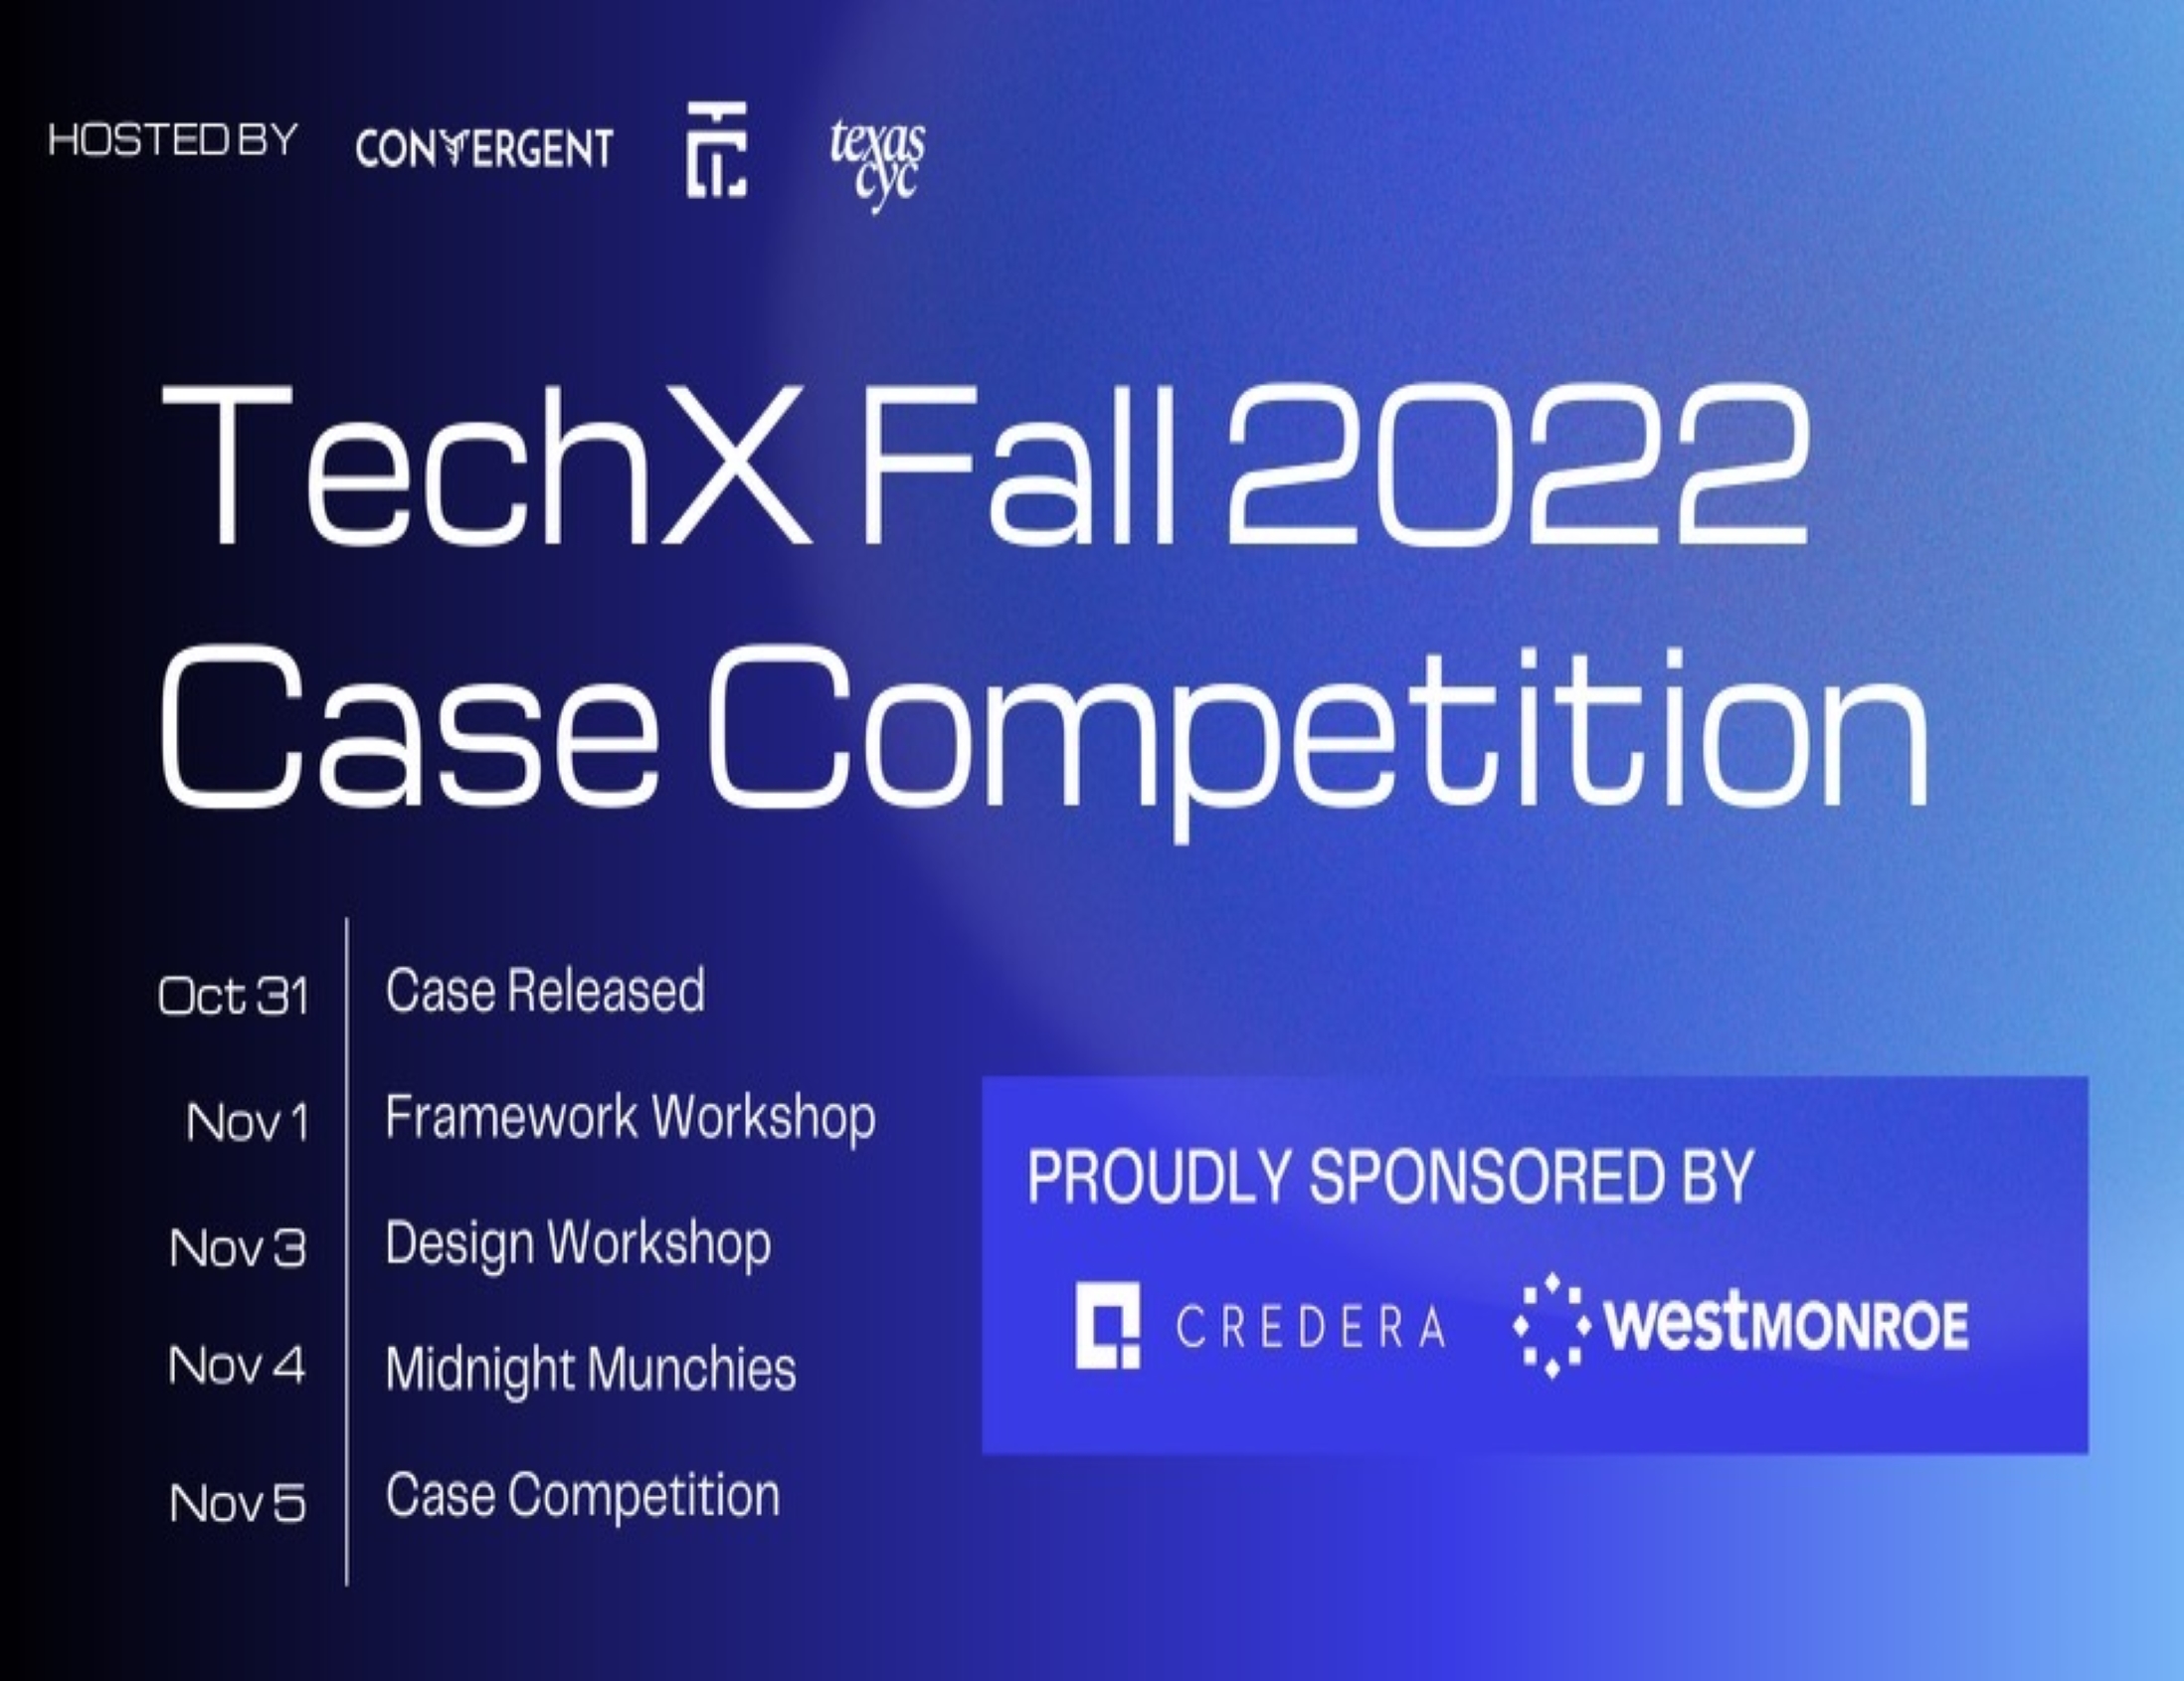 HOSTED BY CONVERGENT texas
cyc
TechX Fall 2022
Case Competition
Oct 31 Case Released
Nov 1 Framework Workshop
Nov 3 Design Workshop
Nov 4 Midnight Munchies
Nov 5 Case Competition
PROUDLY SPONSORED BY
CREDERA westMONROE